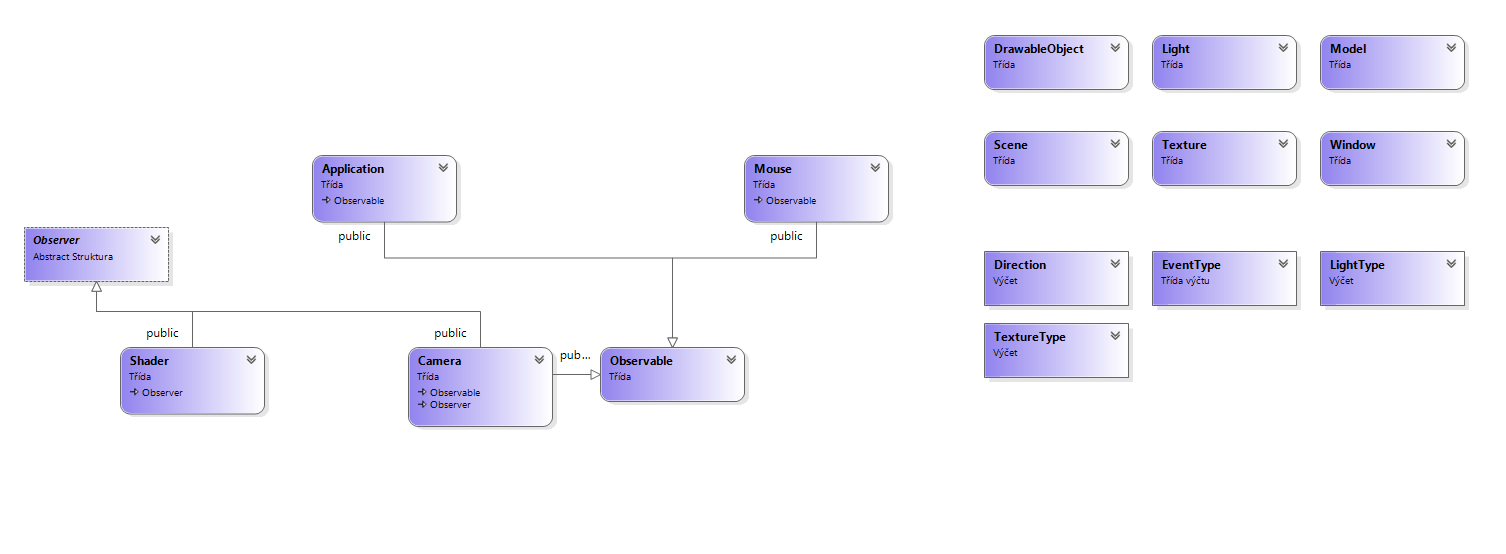 DrawableObject
Třída
Light
Třída
Model
Třída
Scene
Třída
Texture
Třída
Window
Třída
Application
Třída
Observable
public
Mouse
Třída
Observable
public
Observer
Abstract Struktura
public
Shader
Třída
Observer
public
Camera
Třída
Observable
Observer
pub...
Observable
Třída
Direction
Výčet
EventType
Třída výčtu
LightType
Výčet
TextureType
Výčet